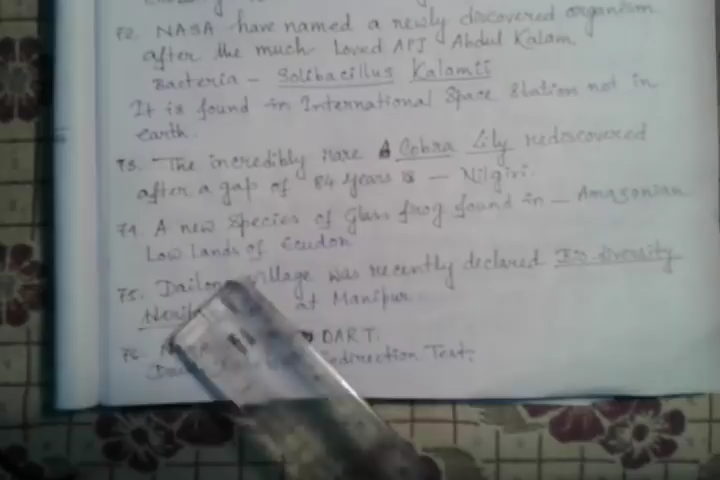 72. NASA have named a newly discovered organism
after the much Loved APJ Abdul Kalam
Bacteria - Solibacillus Kalamii
It is found in International Space Station not in
earth.
73. The incredibly rare Cobra Lily rediscovered
after a gap of 84 years is - Nilgiri.
74. A new Species of Glass frog found in - Amazonian
Low Lands of Ecudor
75. village was recently declared Bio-diversity
at Manipur
76. DART.
Redirection Test.